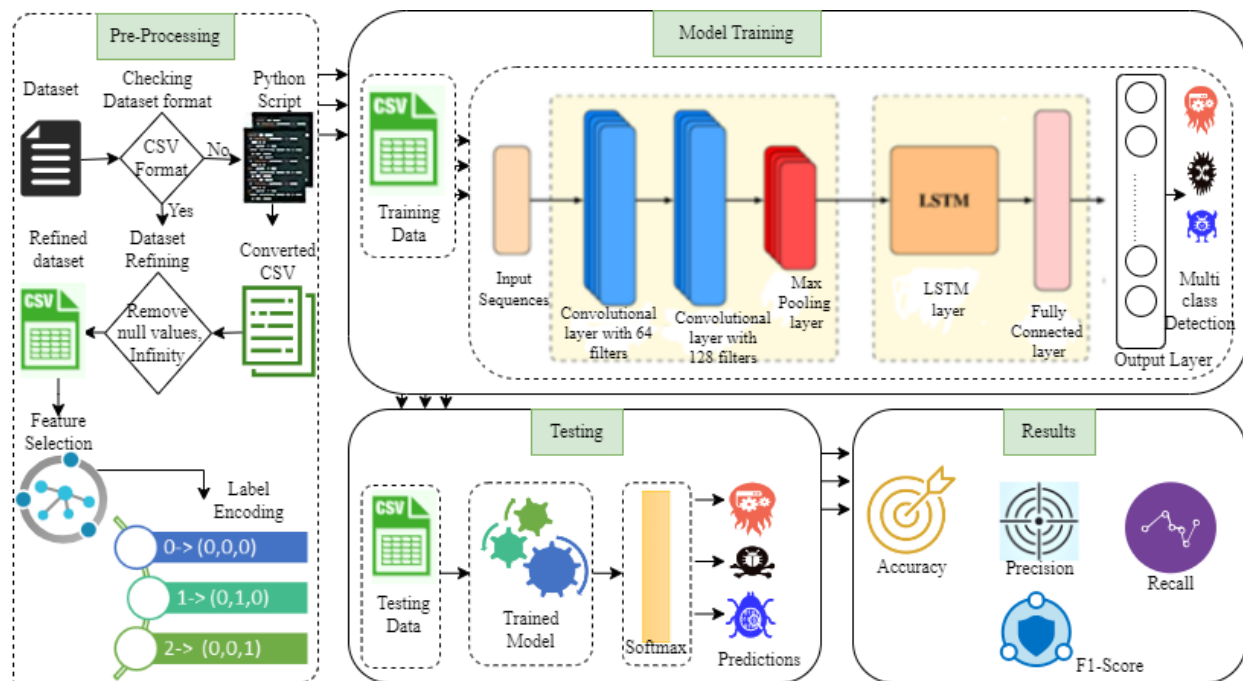 Pre-Processing
Dataset
Checking
Dataset format
Python
Script
CSV
Format
No
Yes
Refined
dataset
Dataset
Refining
Converted
CSV
CSV
Remove
null values,
Infinity
Feature
Selection
Label
Encoding
0-> (0,0,0)
1-> (0,1,0)
2-> (0,0,1)
Model Training
CSV
Training
Data
Input
Sequences
Convolutional
layer with 64
filters
Convolutional
layer with
128 filters
Max
Pooling
layer
LSTM
LSTM
layer
Fully
Connected
layer
Output Layer
Multi
class
Detection
Testing
CSV
Testing
Data
Trained
Model
Softmax
Predictions
Results
Accuracy
Precision
Recall
F1-Score